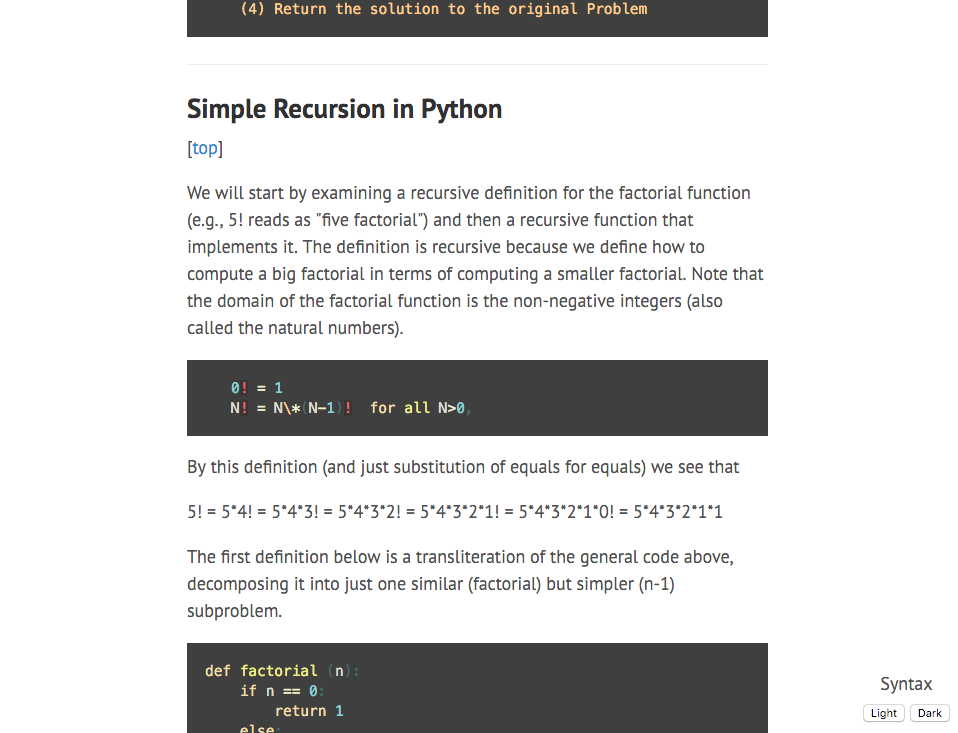 (4) Return the solution to the original Problem
Simple Recursion in Python
[top]
We will start by examining a recursive definition for the factorial function
(e.g., 5! reads as "five factorial") and then a recursive function that
implements it. The definition is recursive because we define how to
compute a big factorial in terms of computing a smaller factorial. Note that
the domain of the factorial function is the non-negative integers (also
called the natural numbers).
0! = 1
N! = N\*(N-1)!  for all N>0,
By this definition (and just substitution of equals for equals) we see that
5! = 5*4! = 5*4*3! = 5*4*3*2! = 5*4*3*2*1! = 5*4*3*2*1*0! = 5*4*3*2*1*1
The first definition below is a transliteration of the general code above,
decomposing it into just one similar (factorial) but simpler (n-1)
subproblem.
def factorial (n):
    if n == 0:
        return 1
    else:
Syntax
Light Dark